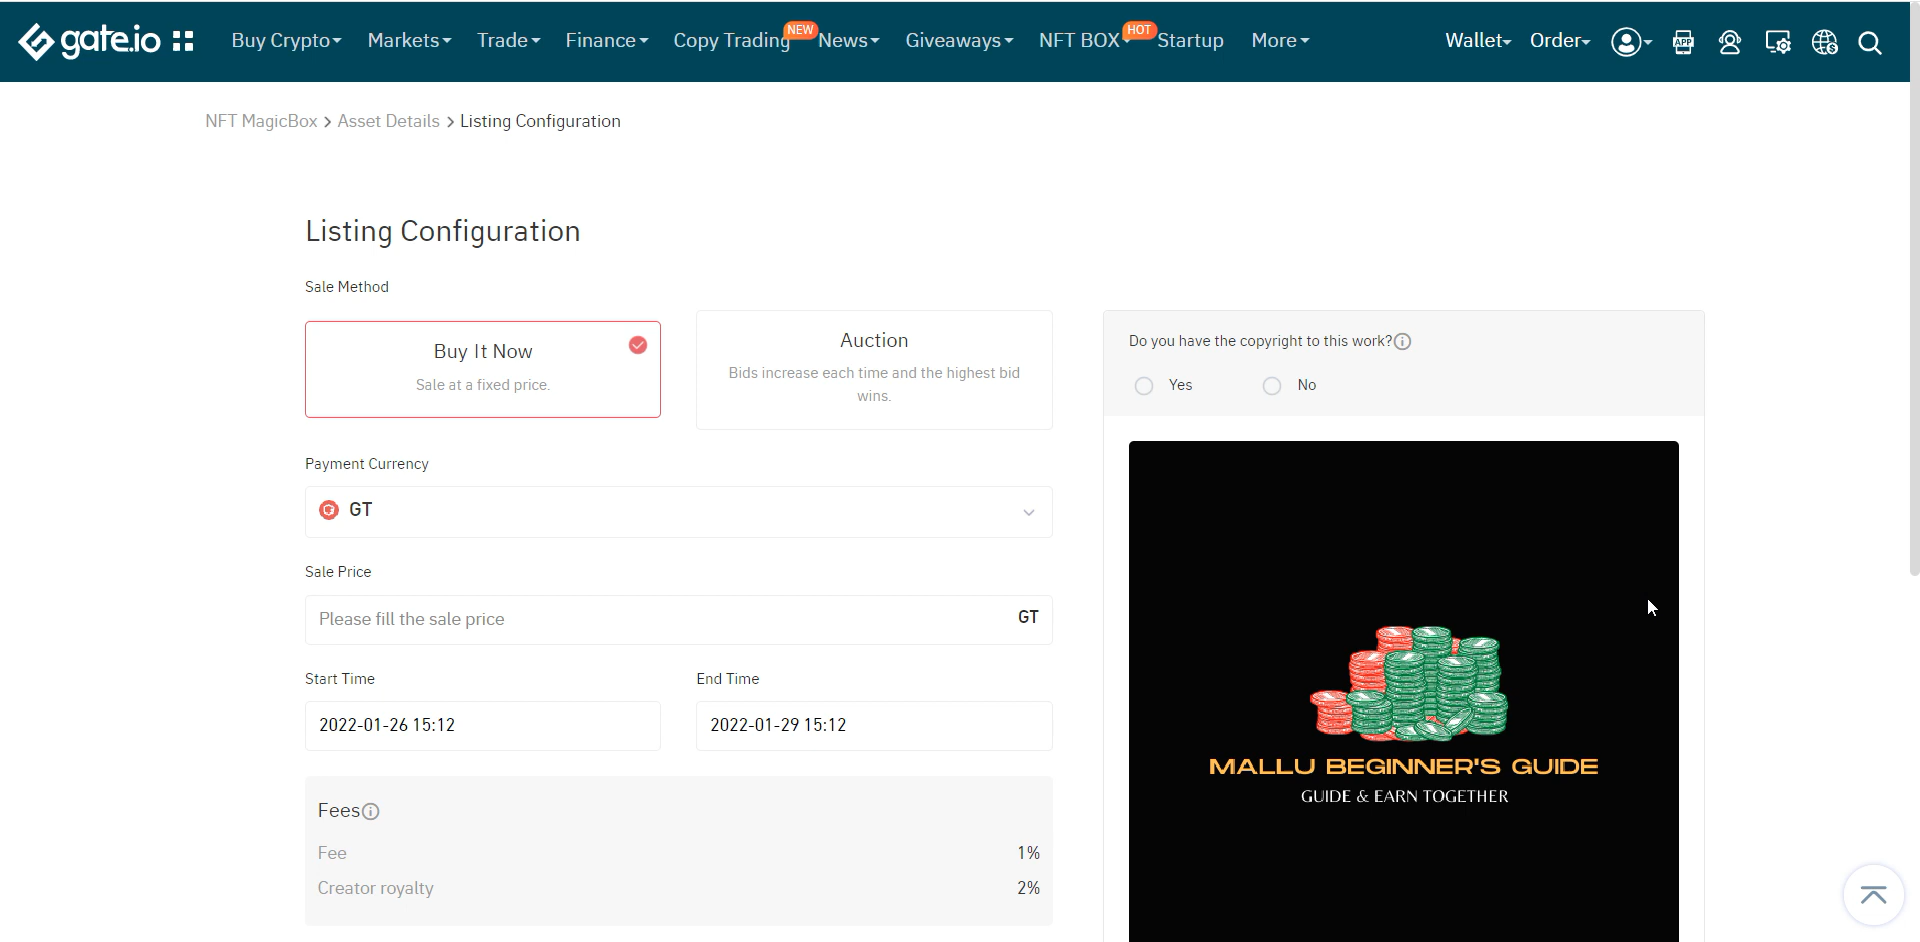 gate.io Buy Crypto Markets Trade Finance Copy Trading NEW News Giveaways NFT BOX HOT Startup More Wallet Order APP
NFT MagicBox > Asset Details > Listing Configuration
Listing Configuration
Sale Method
Buy It Now
Sale at a fixed price.
Auction
Bids increase each time and the highest bid
wins.
Payment Currency
GT
Sale Price
Please fill the sale price GT
Start Time End Time
2022-01-26 15:12 2022-01-29 15:12
Fees
Fee 1%
Creator royalty 2%
Do you have the copyright to this work?
Yes No
MALLU BEGINNER'S GUIDE
GUIDE & EARN TOGETHER